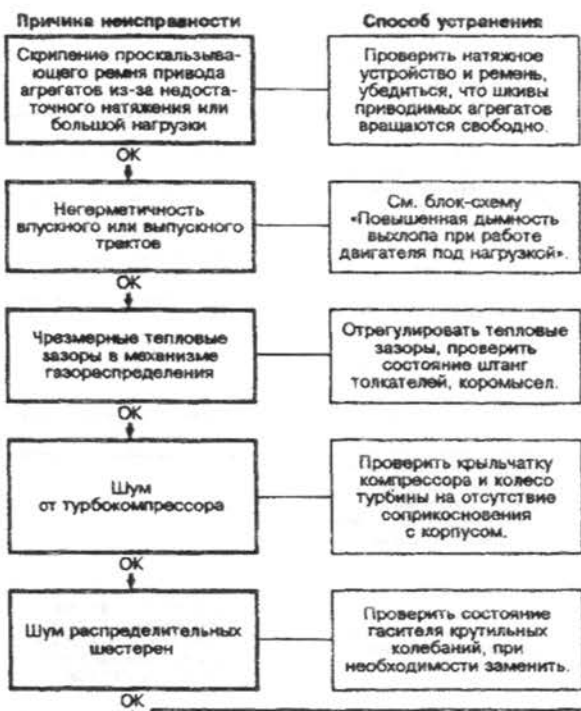 Причина неисправности
Способ устранения
Скрипение проскальзыва-
ющего ремня привода
агрегатов из-за недоста-
точного натяжения или
большой нагрузки
Проверить натяжное
устройство и ремень,
убедиться, что шкивы
приводимых агрегатов
вращаются свободно.
ОК
Негерметичность
впускного или выпускного
трактов
См. блок-схему
«Повышенная дымность
выхлопа при работе
двигателя под нагрузкой».
ОК
Чрезмерные тепловые
зазоры в механизме
газораспределения
Отрегулировать тепловые
зазоры, проверить
состояние штанг
толкателей, коромысел.
ОК
Шум
от турбокомпрессора
Проверить крыльчатку
компрессора и колесо
турбины на отсутствие
соприкосновения
с корпусом.
ОК
Шум распределительных
шестерен
Проверить состояние
гасителя крутильных
колебаний, при
необходимости заменить.
ОК